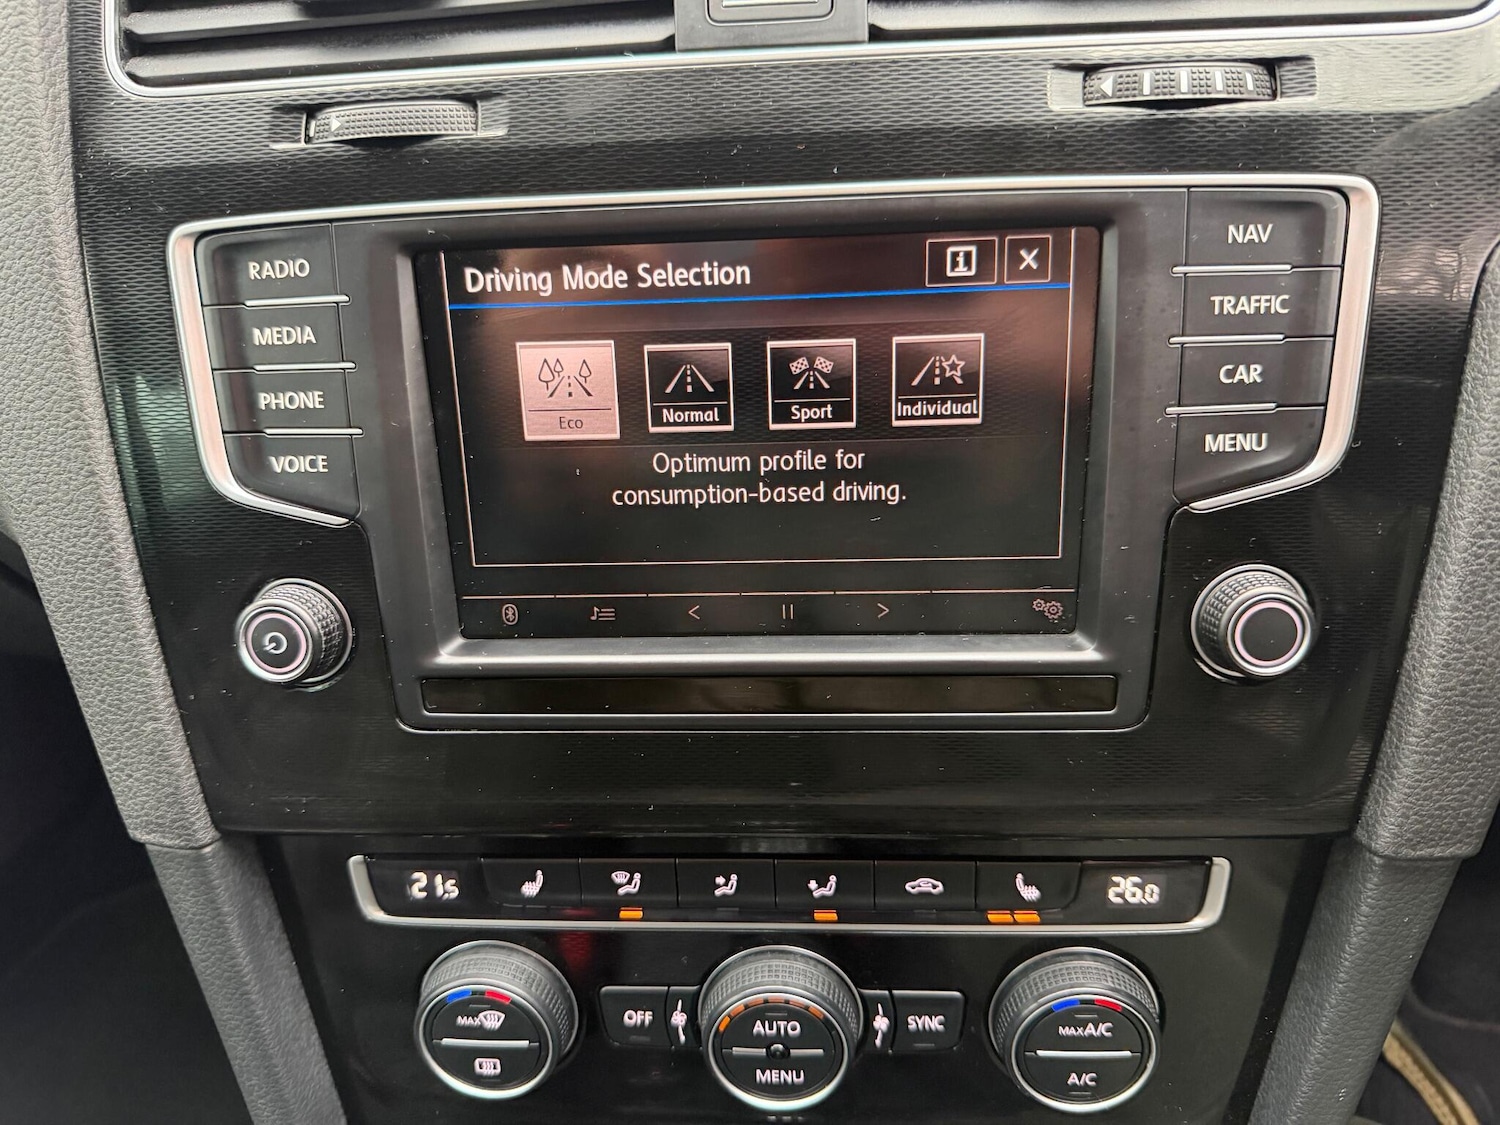 RADIO
MEDIA
PHONE
VOICE
Driving Mode Selection
i
X
Eco
Normal
Sport
Individual
Optimum profile for
consumption-based driving.
NAV
TRAFFIC
CAR
MENU
21.5
26.0
MAX
OFF
AUTO
MENU
SYNC
MAX A/C
A/C